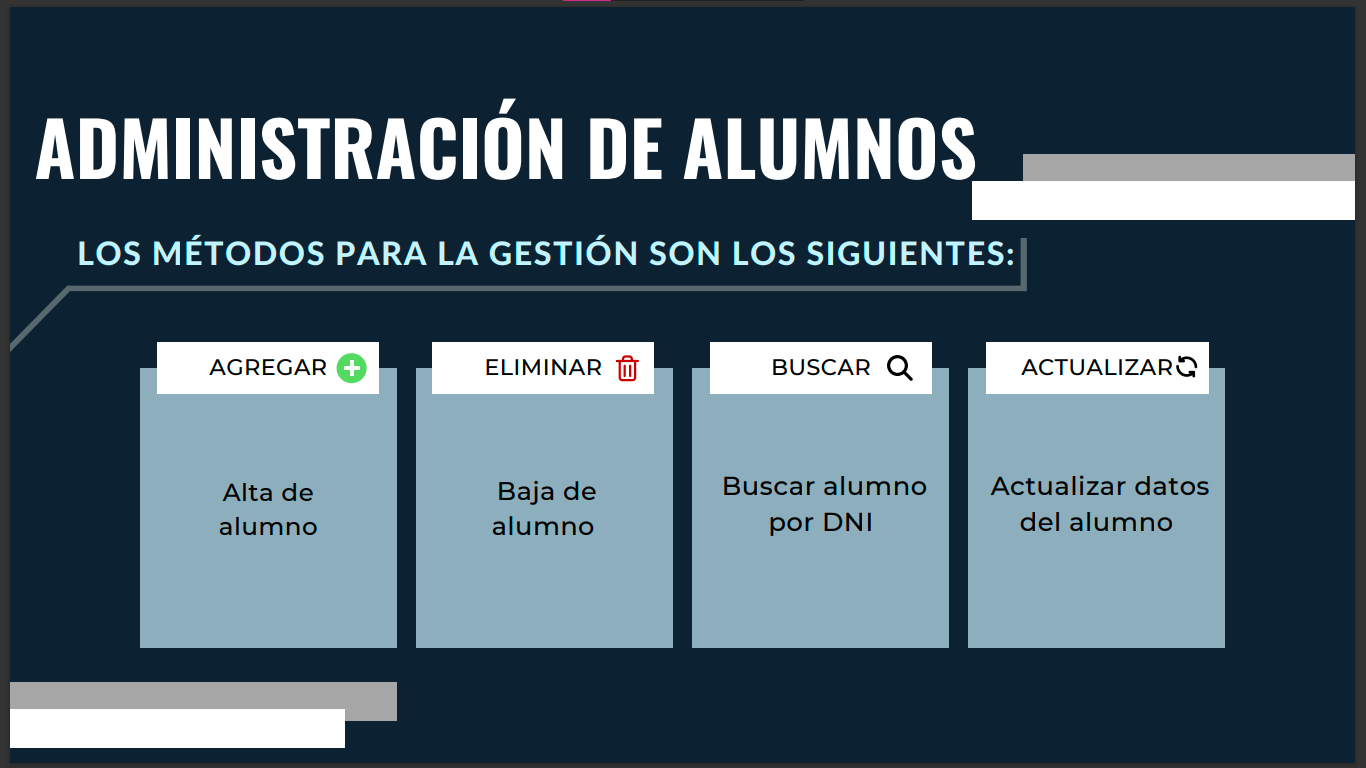 ADMINISTRACIÓN DE ALUMNOS
LOS MÉTODOS PARA LA GESTIÓN SON LOS SIGUIENTES:
AGREGAR
Alta de
alumno
ELIMINAR
Baja de
alumno
BUSCAR
Buscar alumno
por DNI
ACTUALIZAR
Actualizar datos
del alumno